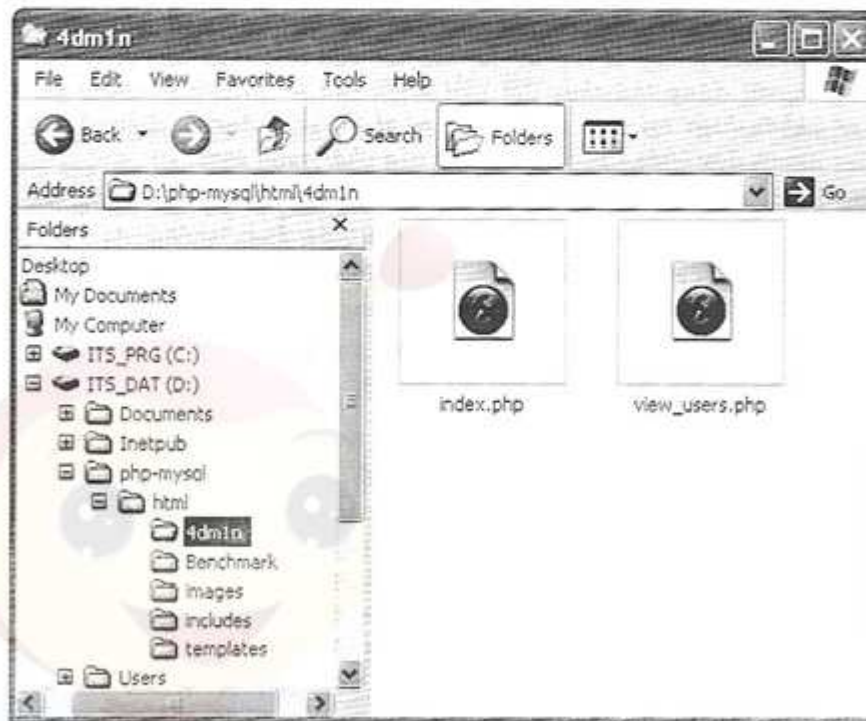 4dm1n
File Edit View Favorites Tools Help
Back Search Folders
Address D:\php-mysql\html\4dm1n Go
Folders
Desktop
My Documents
My Computer
ITS_PRG (C:)
ITS_DAT (D:)
Documents
Inetpub
php-mysql
html
4dm1n
Benchmark
images
includes
templates
Users
index.php
view_users.php